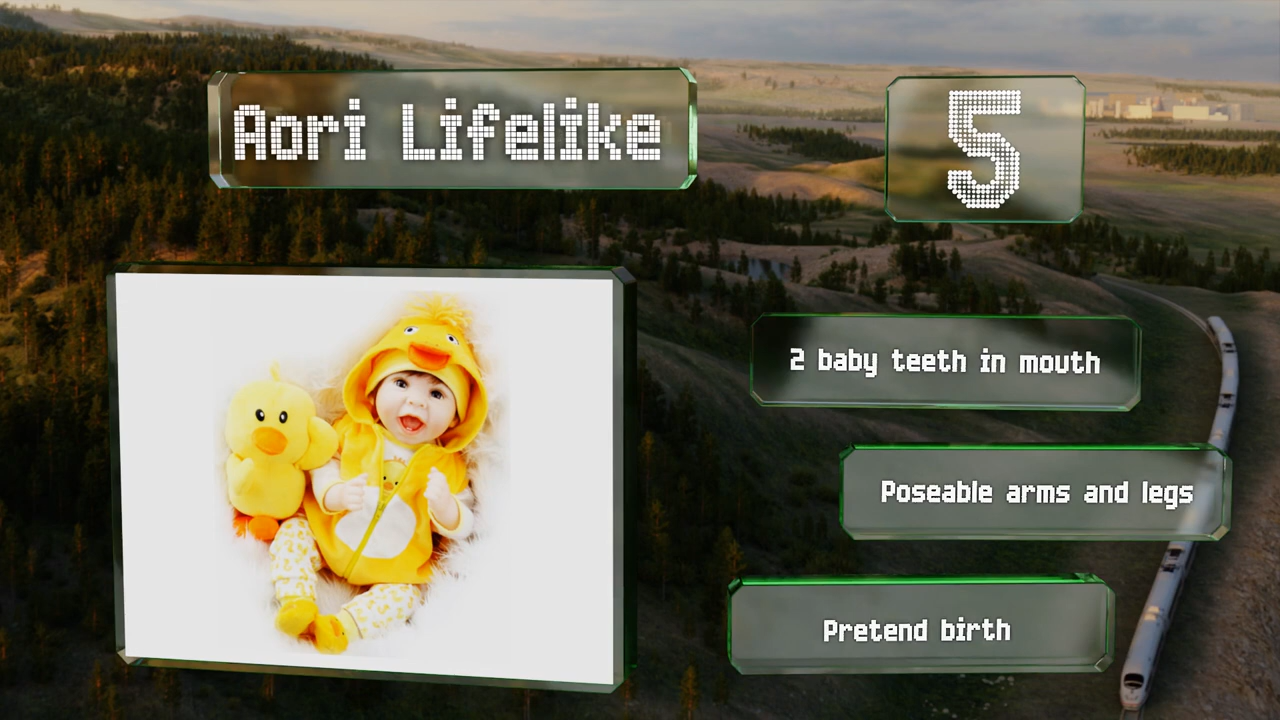 Aori Lifelike
5
2 baby teeth in mouth
Poseable arms and legs
Pretend birth